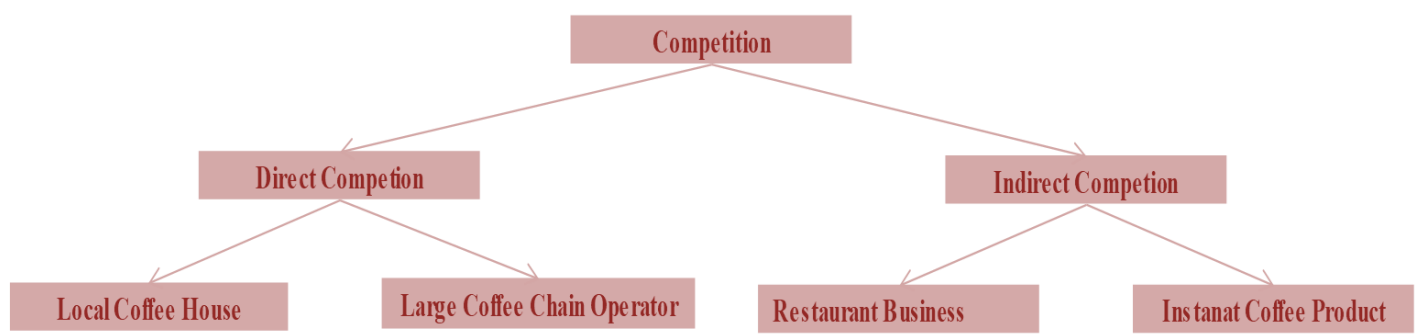 Competition
Direct Competion
Indirect Competion
Local Coffee House
Large Coffee Chain Operator
Restaurant Business
Instanat Coffee Product